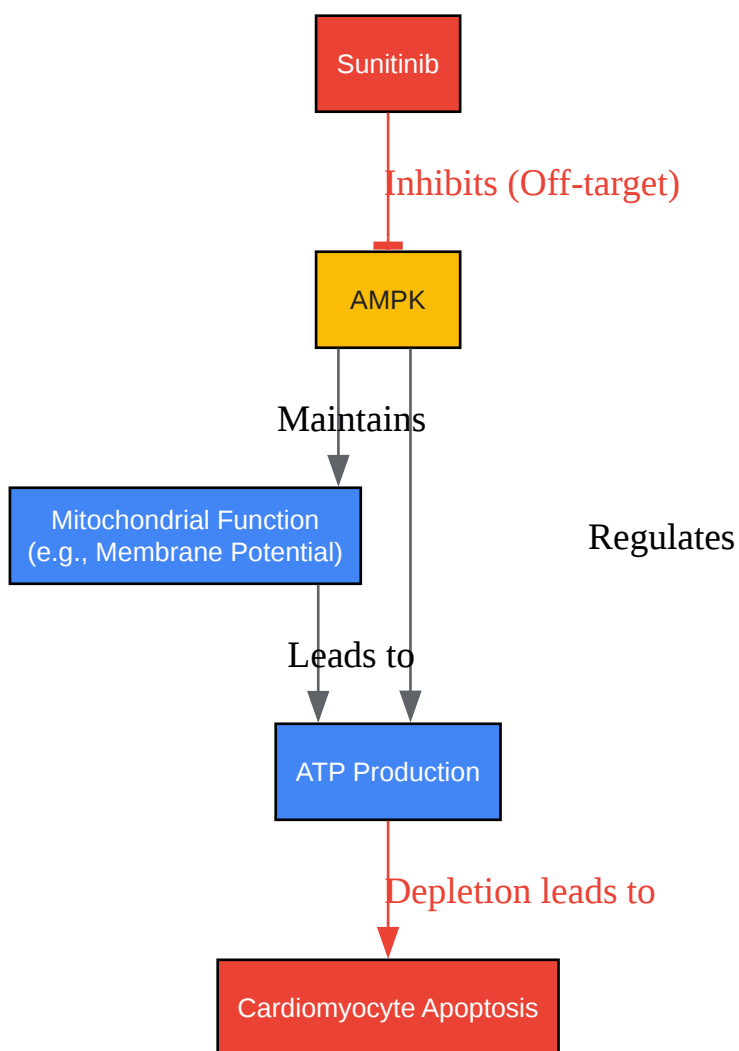 Sunitinib
Inhibits (Off-target)
AMPK
Maintains
Mitochondrial Function
(e.g., Membrane Potential)
Regulates
Leads to
ATP Production
Depletion leads to
Cardiomyocyte Apoptosis